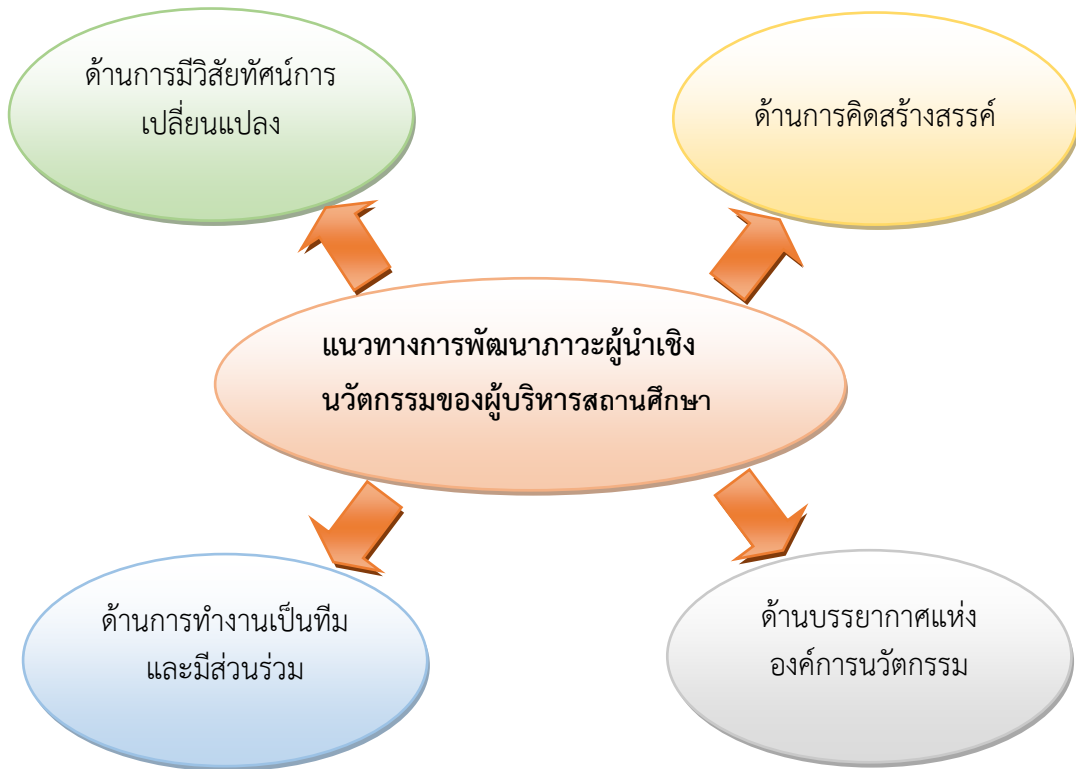 ด้านการมีวิสัยทัศน์การ
เปลี่ยนแปลง
ด้านการคิดสร้างสรรค์
แนวทางการพัฒนาภาวะผู้นำเชิง
นวัตกรรมของผู้บริหารสถานศึกษา
ด้านการทำงานเป็นทีม
และมีส่วนร่วม
ด้านบรรยากาศแห่ง
องค์การนวัตกรรม